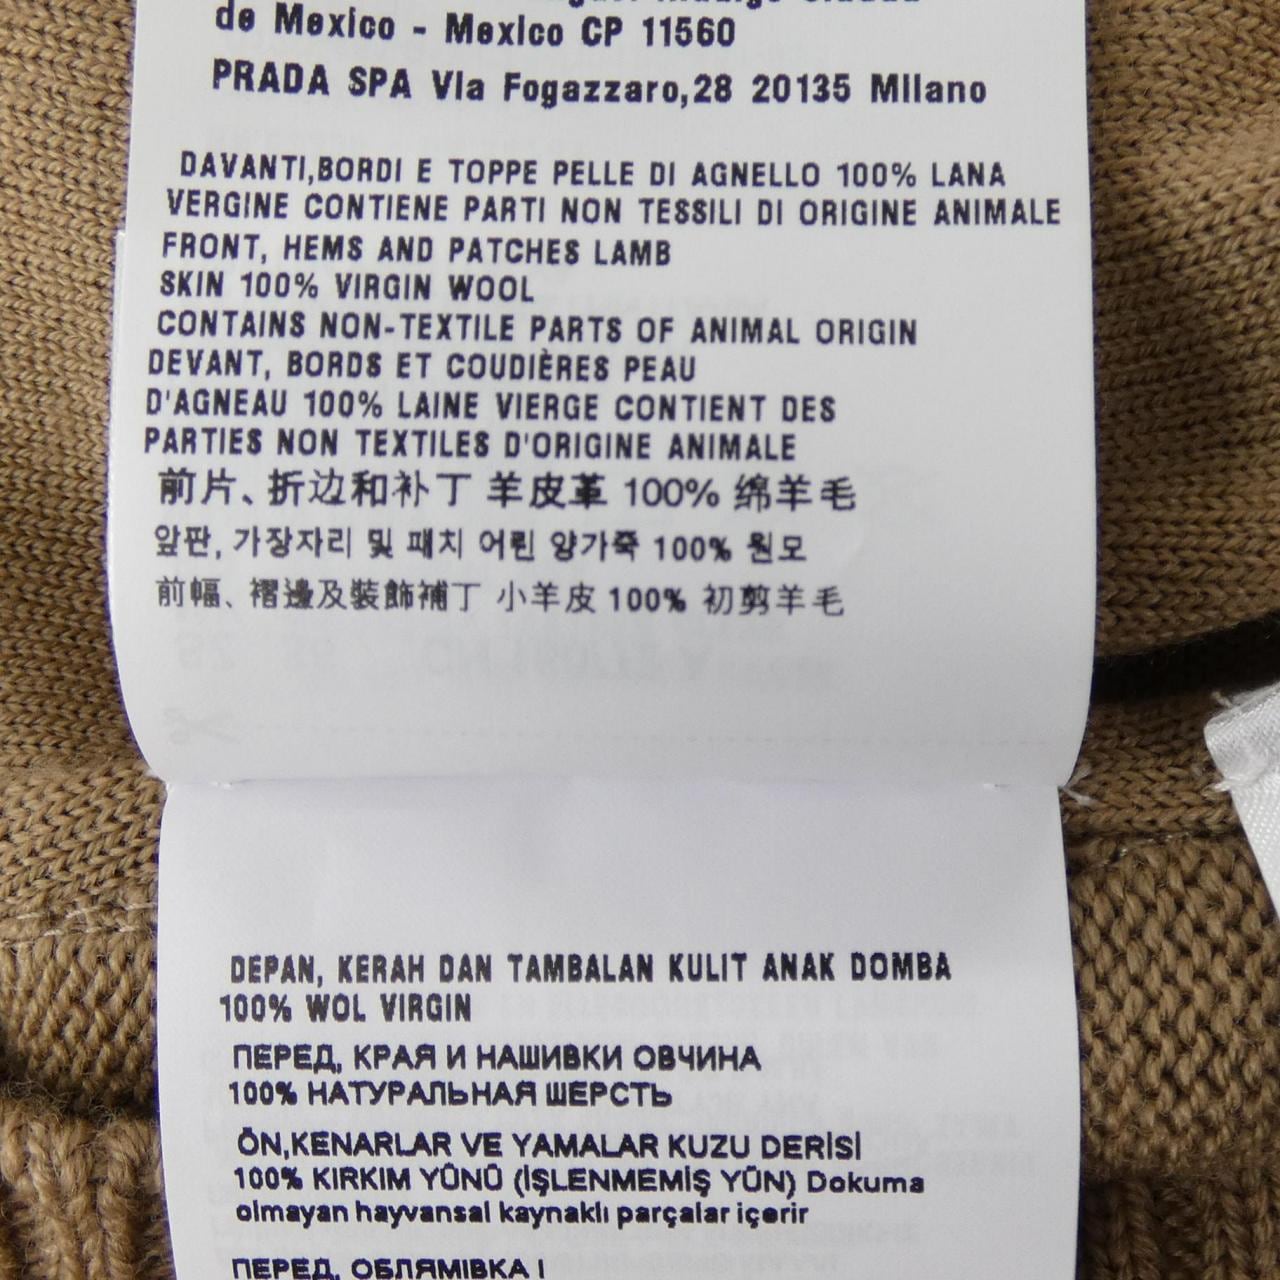 de Mexico - Mexico CP 11560
PRADA SPA Via Fogazzaro,28 20135 Milano
DAVANTI,BORDI E TOPPE PELLE DI AGNELLO 100% LANA
VERGINE CONTIENE PARTI NON TESSILI DI ORIGINE ANIMALE
FRONT, HEMS AND PATCHES LAMB
SKIN 100% VIRGIN WOOL
CONTAINS NON-TEXTILE PARTS OF ANIMAL ORIGIN
DEVANT, BORDS ET COUDIÈRES PEAU
D'AGNEAU 100% LAINE VIERGE CONTIENT DES
PARTIES NON TEXTILES D'ORIGINE ANIMALE
前片、折边和补丁 羊皮革 100% 绵羊毛
앞판, 가장자리 및 패치 어린 양가죽 100% 원모
前幅、褶邊及裝飾補丁 小羊皮 100% 初剪羊毛
DEPAN, KERAH DAN TAMBALAN KULIT ANAK DOMBA
100% WOL VIRGIN
ПЕРЕД, КРАЯ И НАШИВКИ ОВЧИНА
100% НАТУРАЛЬНАЯ ШЕРСТЬ
ÖN,KENARLAR VE YAMALAR KUZU DERİSİ
100% KIRKIM YÜNÜ (İŞLENMEMİŞ YÜN) Dokuma
olmayan hayvansal kaynaklı parçalar içerir
ПЕРЕД, ОБЛЯМІВКА І